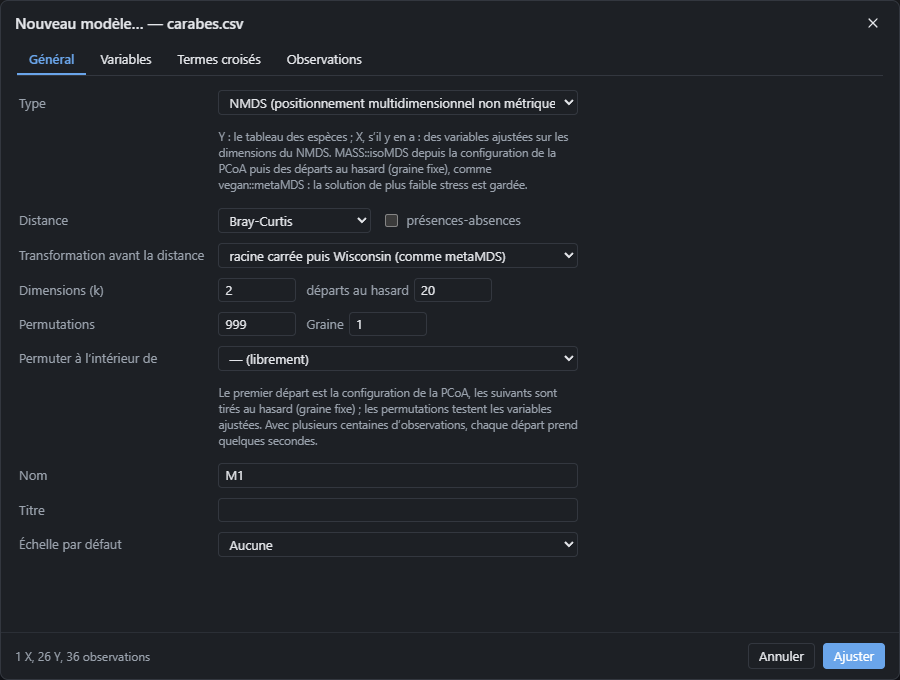 Nouveau modèle... — carabes.csv
Général Variables Termes croisés Observations
Type NMDS (positionnement multidimensionnel non métrique
Y : le tableau des espèces ; X, s'il y en a : des variables ajustées sur les
dimensions du NMDS. MASS::isoMDS depuis la configuration de la
PCoA puis des départs au hasard (graine fixe), comme
vegan::metaMDS : la solution de plus faible stress est gardée.
Distance Bray-Curtis présences-absences
Transformation avant la distance racine carrée puis Wisconsin (comme metaMDS)
Dimensions (k) 2 départs au hasard 20
Permutations 999 Graine 1
Permuter à l'intérieur de — (librement)
Le premier départ est la configuration de la PCoA, les suivants sont
tirés au hasard (graine fixe) ; les permutations testent les variables
ajustées. Avec plusieurs centaines d'observations, chaque départ prend
quelques secondes.
Nom M1
Titre
Échelle par défaut Aucune
1 X, 26 Y, 36 observations Annuler Ajuster